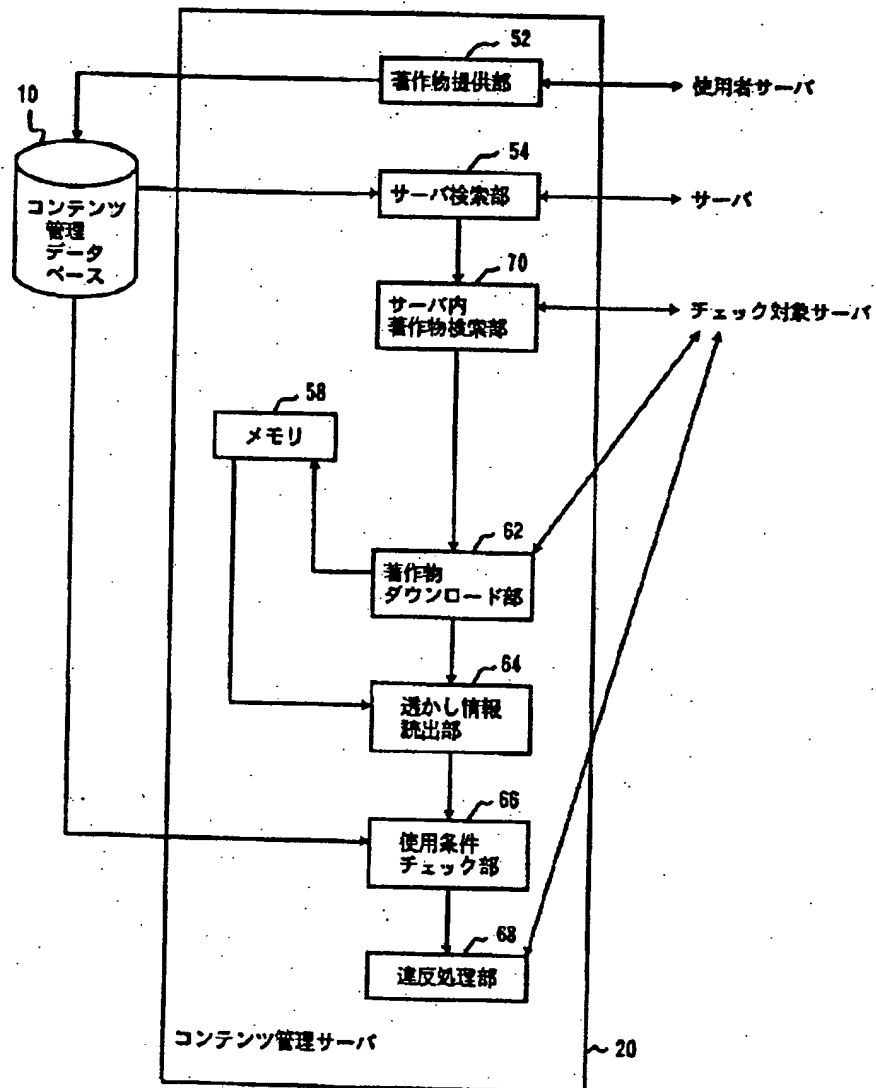 52
著作物提供部
使用者サーバ
10
コンテンツ
管理
データ
ベース
54
サーバ検索部
サーバ
70
サーバ内
著作物検索部
チェック対象サーバ
58
メモリ
62
著作物
ダウンロード部
64
透かし情報
読出部
66
使用条件
チェック部
68
違反処理部
コンテンツ管理サーバ
20